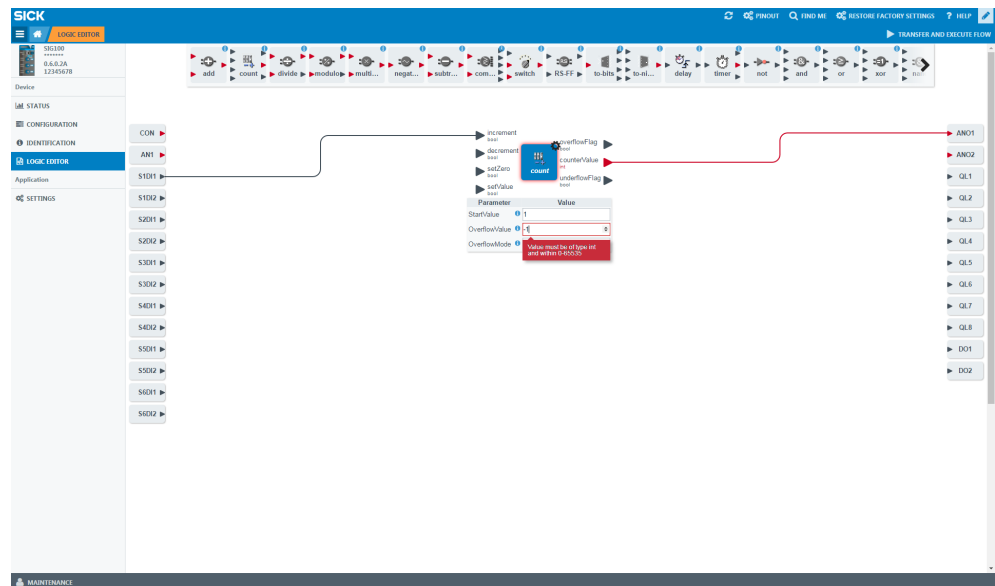 SICK
PINOUT
FIND ME
RESTORE FACTORY SETTINGS
? HELP
LOGIC EDITOR
TRANSFER AND EXECUTE FLOW
SIG100
*******
0.6.0.2A
12345678
add count divide modulo multi... negat... subtr... com... switch RS-FF to-bits to-ni... delay timer not and or xor
Device
STATUS
CONFIGURATION
IDENTIFICATION
LOGIC EDITOR
Application
SETTINGS
CON
AN1
S1DI1
S1DI2
S2DI1
S2DI2
S3DI1
S3DI2
S4DI1
S4DI2
S5DI1
S5DI2
S6DI1
S6DI2
increment
bool
decrement
bool
setZero
bool
setValue
bool
count
overflowFlag
bool
counterValue
int
underflowFlag
bool
Parameter Value
StartValue 1
OverflowValue -1
OverflowMode
Value must be of type int
and within 0-65535
ANO1
ANO2
QL1
QL2
QL3
QL4
QL5
QL6
QL7
QL8
DO1
DO2
MAINTENANCE